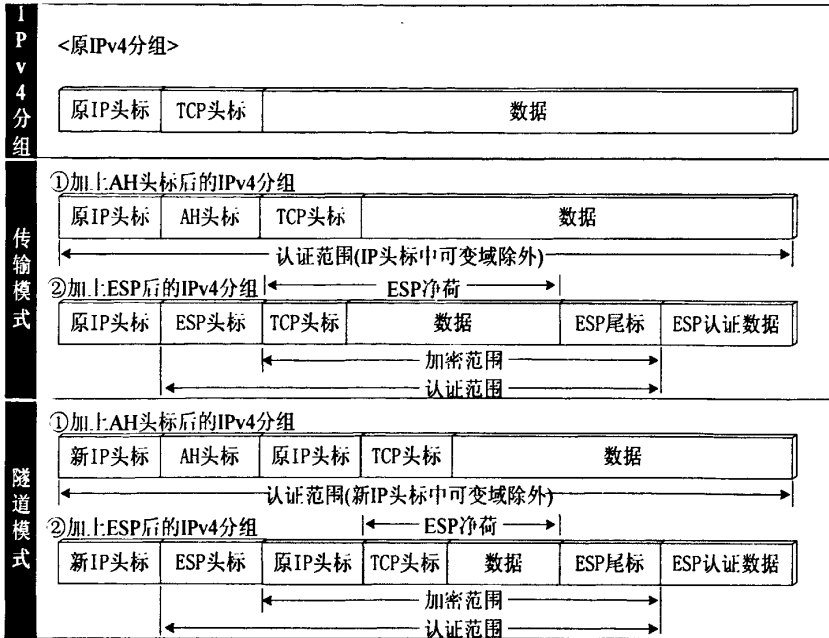 IPv4分组
<原IPv4分组>
原IP头标 TCP头标 数据
传输模式
①加上AH头标后的IPv4分组
原IP头标 AH头标 TCP头标 数据
认证范围(IP头标中可变域除外)
②加上ESP后的IPv4分组 ESP净荷
原IP头标 ESP头标 TCP头标 数据 ESP尾标 ESP认证数据
加密范围
认证范围
隧道模式
①加上AH头标后的IPv4分组
新IP头标 AH头标 原IP头标 TCP头标 数据
认证范围(新IP头标中可变域除外)
②加上ESP后的IPv4分组 ESP净荷
新IP头标 ESP头标 原IP头标 TCP头标 数据 ESP尾标 ESP认证数据
加密范围
认证范围